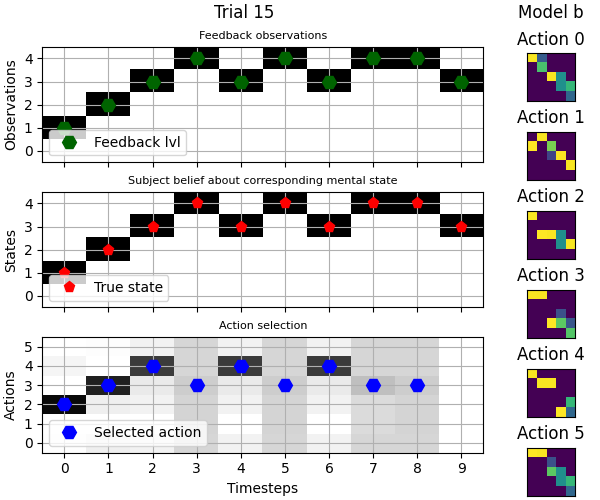 Trial 15
Model b
Feedback observations
Observations
4
3
2
1
0
Feedback lvl
Subject belief about corresponding mental state
States
4
3
2
1
0
True state
Action selection
Actions
5
4
3
2
1
0
Selected action
0 1 2 3 4 5 6 7 8 9
Timesteps
Action 0
Action 1
Action 2
Action 3
Action 4
Action 5